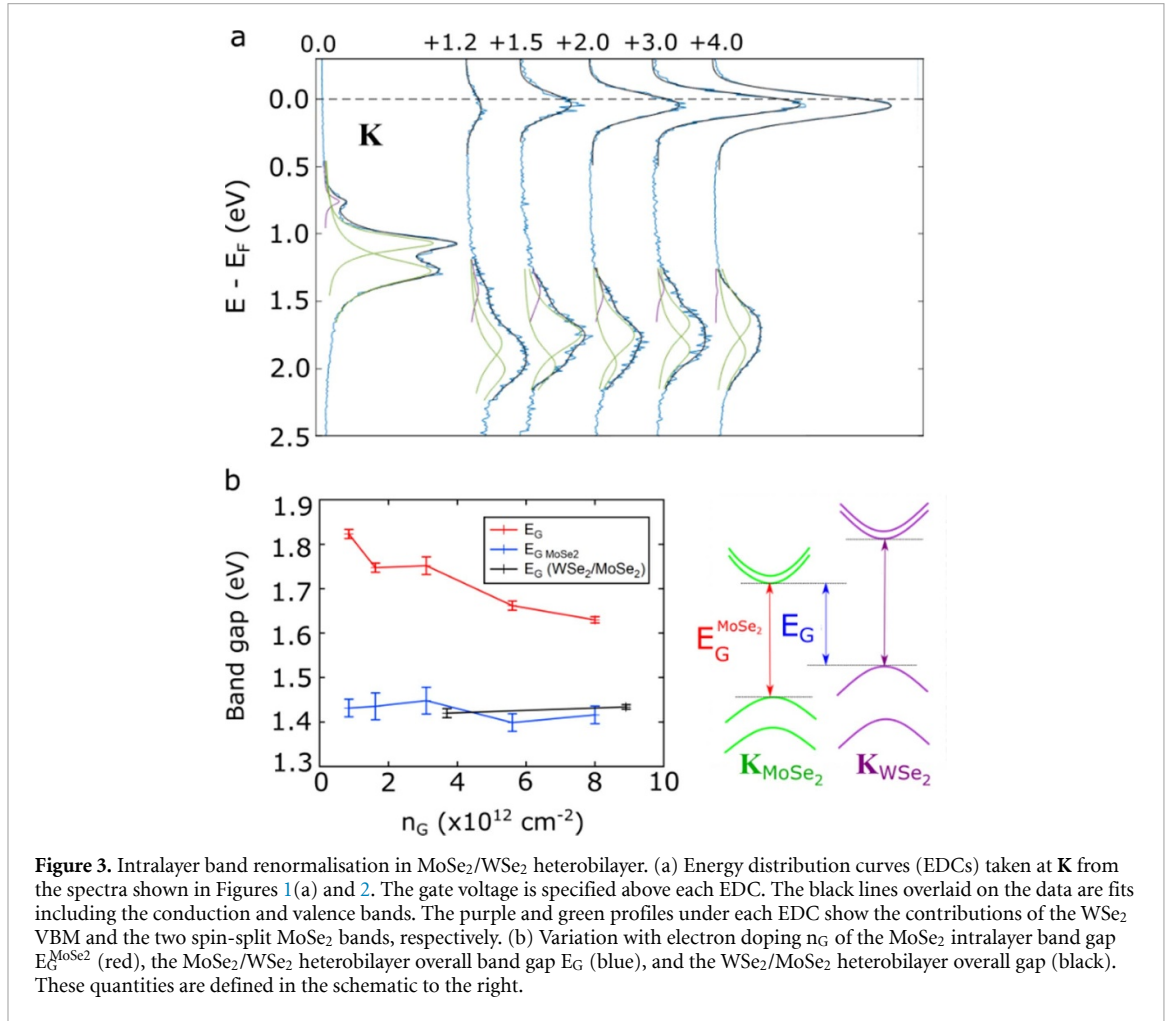 a
0.0 +1.2 +1.5 +2.0 +3.0 +4.0
0.0
K
0.5
1.0
1.5
2.0
2.5
E - E_F (eV)
b
1.9
1.8
1.7
1.6
1.5
1.4
1.3
Band gap (eV)
E_G
E_G MoSe2
E_G (WSe₂/MoSe₂)
0 2 4 6 8 10
n_G (x10¹² cm⁻²)
E_G^MoSe₂
E_G
K_MoSe₂
K_WSe₂
Figure 3. Intralayer band renormalisation in MoSe₂/WSe₂ heterobilayer. (a) Energy distribution curves (EDCs) taken at K from
the spectra shown in Figures 1(a) and 2. The gate voltage is specified above each EDC. The black lines overlaid on the data are fits
including the conduction and valence bands. The purple and green profiles under each EDC show the contributions of the WSe₂
VBM and the two spin-split MoSe₂ bands, respectively. (b) Variation with electron doping n_G of the MoSe₂ intralayer band gap
E_G^MoSe2 (red), the MoSe₂/WSe₂ heterobilayer overall band gap E_G (blue), and the WSe₂/MoSe₂ heterobilayer overall gap (black).
These quantities are defined in the schematic to the right.